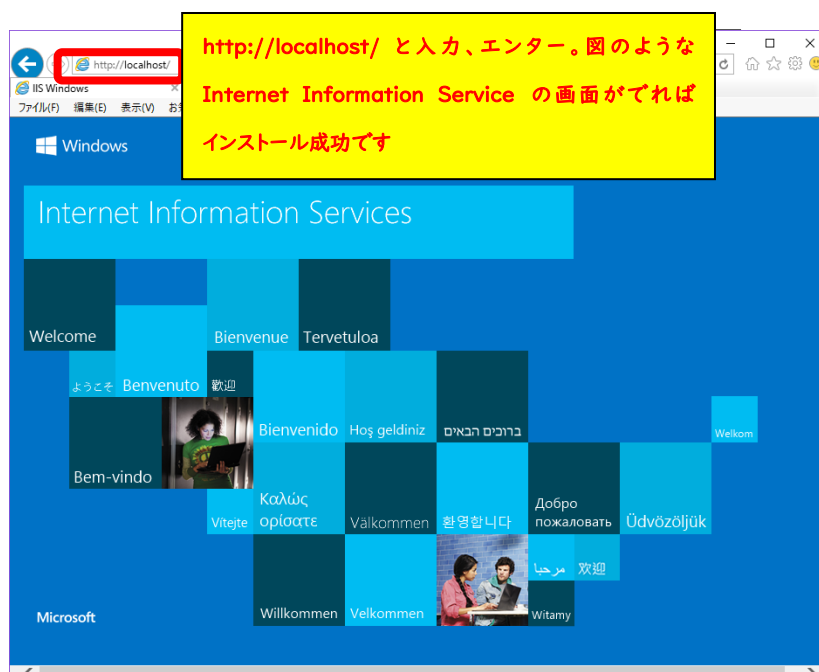 http://localhost/ と入力、エンター。図のような
Internet Information Service の画面がでれば
インストール成功です
http://localhost/
IIS Windows
ファイル(F) 編集(E) 表示(V)
Windows
Internet Information Services
Welcome
Bienvenue
Tervetuloa
ようこそ
Benvenuto
歡迎
Bienvenido
Hoş geldiniz
ברוכים הבאים
Welkom
Bem-vindo
Vítejte
Καλώς
ορίσατε
Välkommen
환영합니다
Добро
пожаловать
Üdvözöljük
مرحبا
欢迎
Microsoft
Willkommen
Velkommen
Witamy